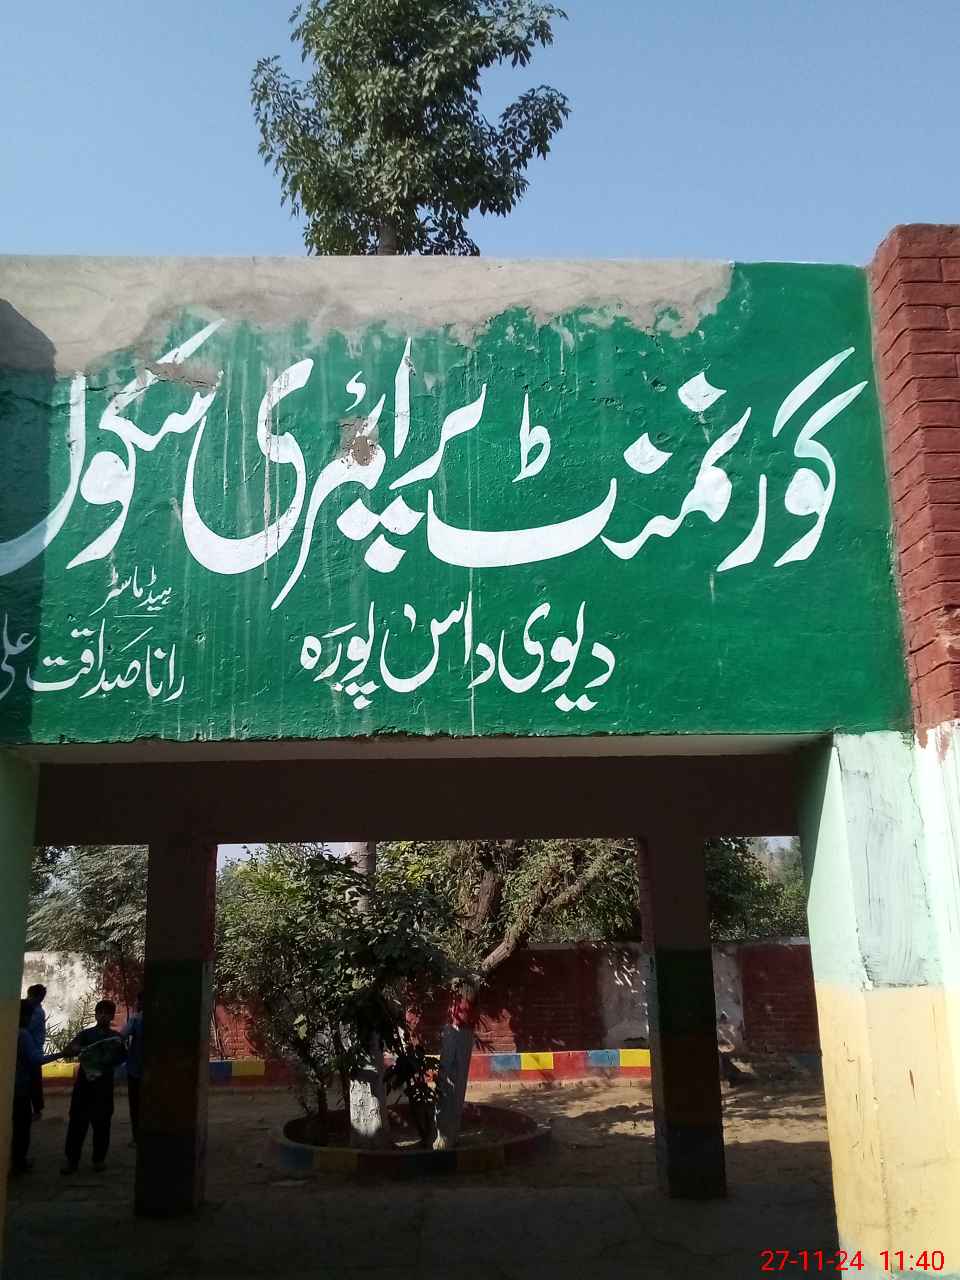 گورنمنٹ پرائمری سکول
دیوی داس پورہ
ہیڈ ماسٹر
رانا صداقت علی
27-11-24 11:40